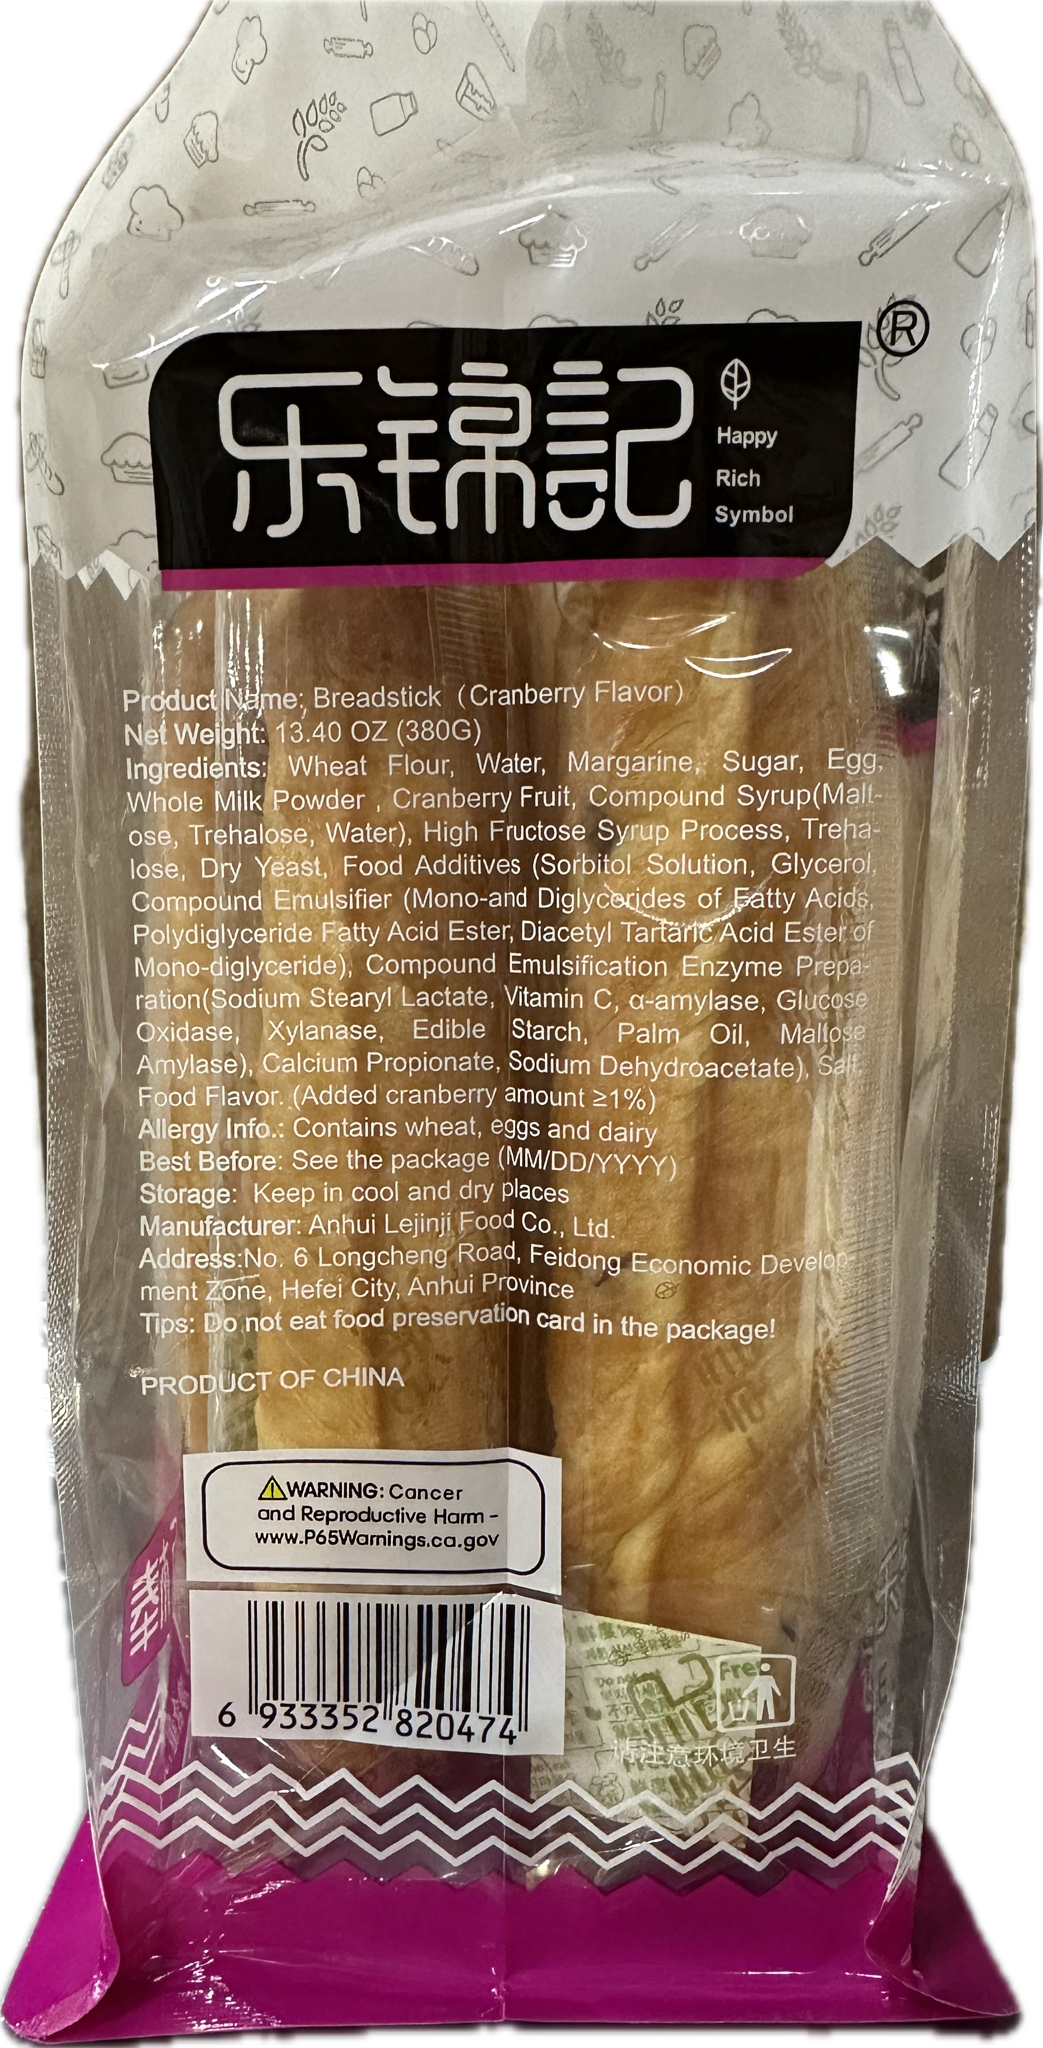 乐锦記
®
Happy
Rich
Symbol
Product Name: Breadstick（Cranberry Flavor）
Net Weight: 13.40 OZ (380G)
Ingredients: Wheat Flour, Water, Margarine, Sugar, Egg,
Whole Milk Powder , Cranberry Fruit, Compound Syrup(Malt-
ose, Trehalose, Water), High Fructose Syrup Process, Treha-
lose, Dry Yeast, Food Additives (Sorbitol Solution, Glycerol,
Compound Emulsifier (Mono-and Diglycerides of Fatty Acids,
Polydiglyceride Fatty Acid Ester, Diacetyl Tartaric Acid Ester of
Mono-diglyceride), Compound Emulsification Enzyme Prepa-
ration(Sodium Stearyl Lactate, Vitamin C, α-amylase, Glucose
Oxidase, Xylanase, Edible Starch, Palm Oil, Maltose
Amylase), Calcium Propionate, Sodium Dehydroacetate), Salt,
Food Flavor. (Added cranberry amount ≥1%)
Allergy Info.: Contains wheat, eggs and dairy
Best Before: See the package (MM/DD/YYYY)
Storage: Keep in cool and dry places
Manufacturer: Anhui Lejinji Food Co., Ltd.
Address:No. 6 Longcheng Road, Feidong Economic Develop-
ment Zone, Hefei City, Anhui Province
Tips: Do not eat food preservation card in the package!
PRODUCT OF CHINA
WARNING: Cancer
and Reproductive Harm -
www.P65Warnings.ca.gov
6 933352 820474
请注意环境卫生